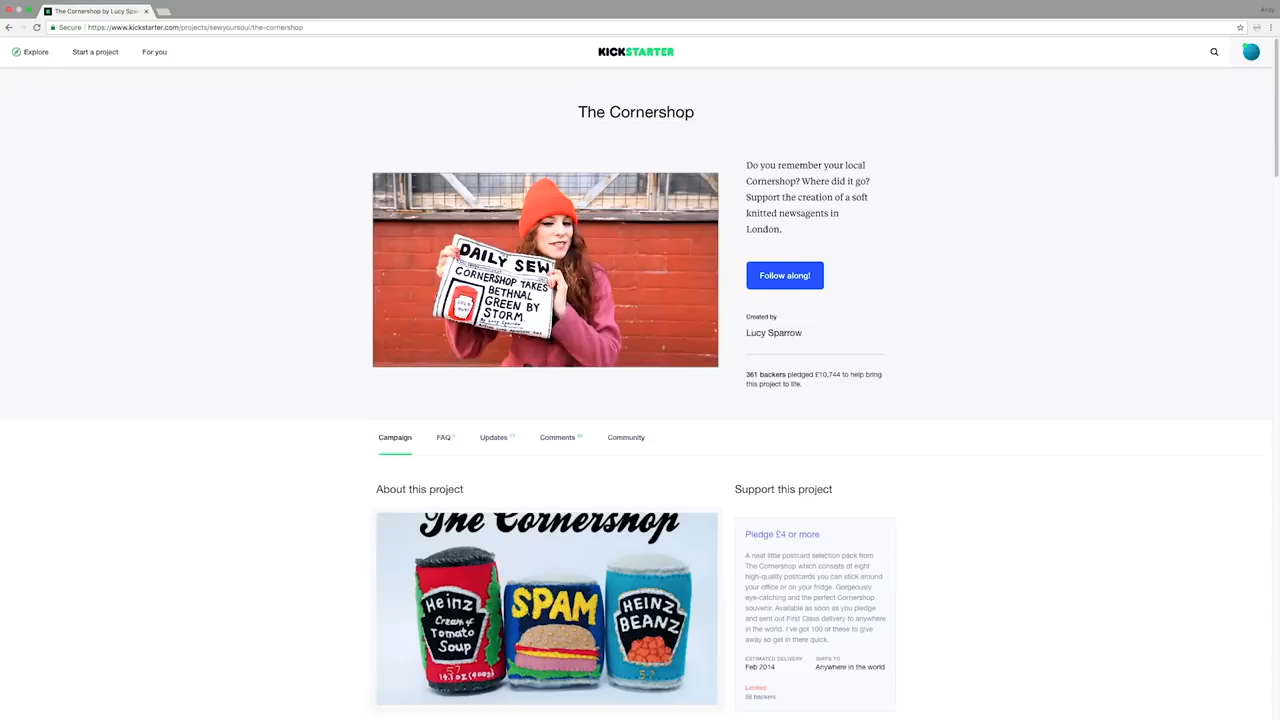 The Cornershop by Lucy Spa
Andy
Secure
https://www.kickstarter.com/projects/sewyoursoul/the-cornershop
Explore
Start a project
For you
KICKSTARTER
The Cornershop
Do you remember your local
Cornershop? Where did it go?
Support the creation of a soft
knitted newsagents in
London.
DAILY SEW
CORNERSHOP TAKES
BETHNAL
GREEN BY
STORM.
By Lucy Sparrow
Follow along!
Created by
Lucy Sparrow
361 backers pledged £10,744 to help bring
this project to life.
Campaign
FAQ
Updates 17
Comments
Community
About this project
Support this project
The Cornershop
Heinz
Cream of
Tomato
Soup
57
SPAM
HEINZ
BEANZ
57
Pledge £4 or more
A neat little postcard selection pack from
The Cornershop which consists of eight
high-quality postcards you can stick around
your office or on your fridge. Gorgeously
eye-catching and the perfect Cornershop
souvenir. Available as soon as you pledge
and sent out First Class delivery to anywhere
in the world. I've got 100 of these to give
away so get in there quick.
ESTIMATED DELIVERY
SHIPS TO
Feb 2014
Anywhere in the world
Limited
56 backers